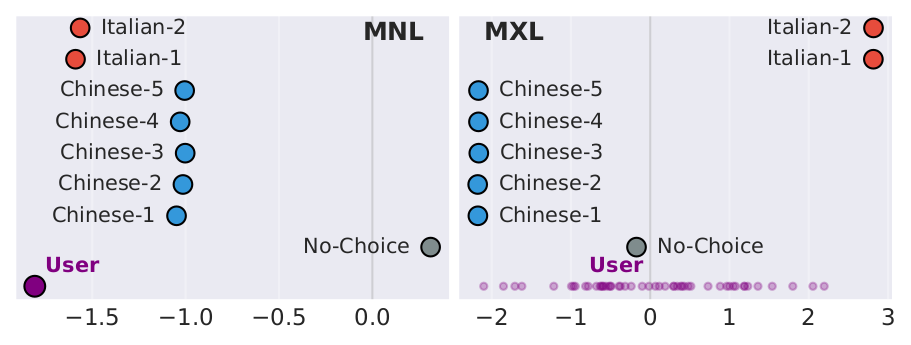 MNL
Italian-2
Italian-1
Chinese-5
Chinese-4
Chinese-3
Chinese-2
Chinese-1
No-Choice
User
−1.5 −1.0 −0.5 0.0
MXL
Italian-2
Italian-1
Chinese-5
Chinese-4
Chinese-3
Chinese-2
Chinese-1
No-Choice
User
−2 −1 0 1 2 3